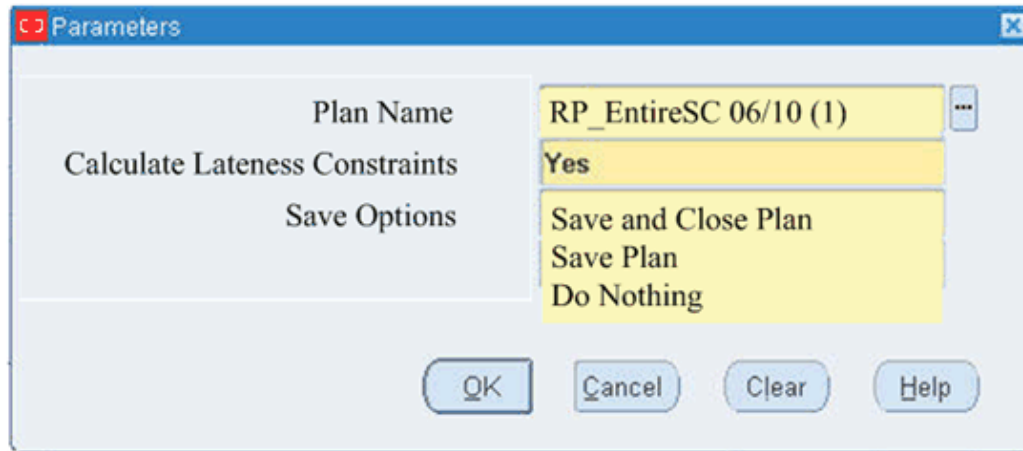 Parameters
Plan Name RP_EntireSC 06/10 (1) ...
Calculate Lateness Constraints Yes
Save Options Save and Close Plan
Save Plan
Do Nothing
OK Cancel Clear Help